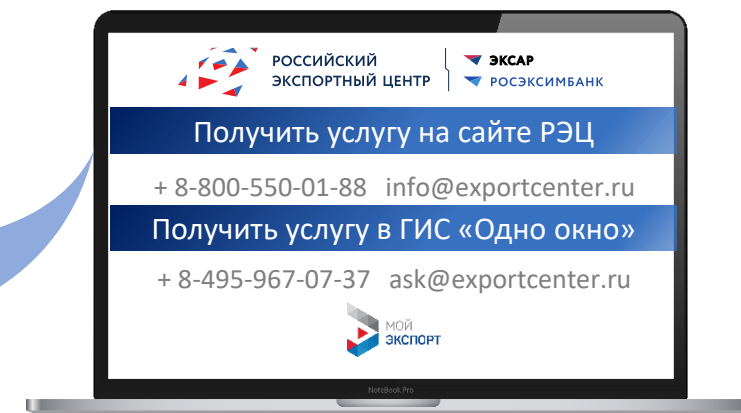 РОССИЙСКИЙ
ЭКСПОРТНЫЙ ЦЕНТР
ЭКСАР
РОСЭКСИМБАНК
Получить услугу на сайте РЭЦ
+ 8-800-550-01-88 info@exportcenter.ru
Получить услугу в ГИС «Одно окно»
+ 8-495-967-07-37 ask@exportcenter.ru
МОЙ
ЭКСПОРТ
NoteBook Pro